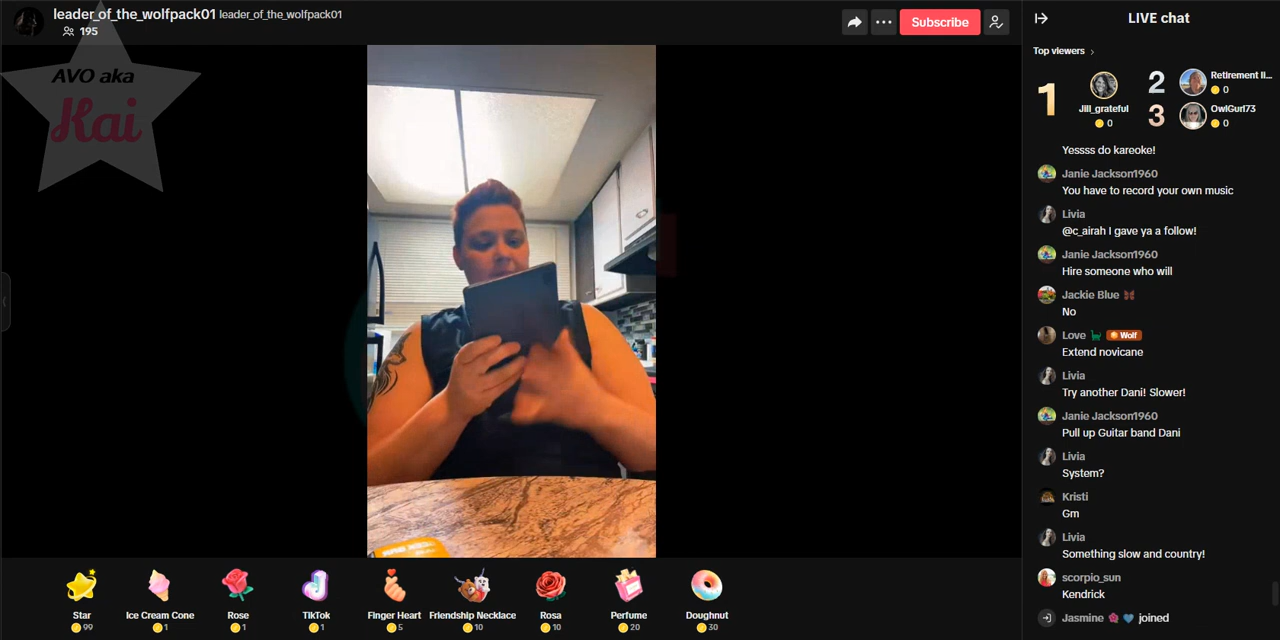 leader_of_the_wolfpack01 leader_of_the_wolfpack01
195
Subscribe
AVO aka
Kai
LIVE chat
Top viewers
1
Jill_grateful
0
2
Retirement li...
0
3
OwlGurl73
0
Yessss do kareoke!
Janie Jackson1960
You have to record your own music
Livia
@c_airah I gave ya a follow!
Janie Jackson1960
Hire someone who will
Jackie Blue
No
Love Wolf
Extend novicane
Livia
Try another Dani! Slower!
Janie Jackson1960
Pull up Guitar band Dani
Livia
System?
Kristi
Gm
Livia
Something slow and country!
scorpio_sun
Kendrick
Jasmine joined
Star
99
Ice Cream Cone
1
Rose
1
TikTok
1
Finger Heart
5
Friendship Necklace
10
Rosa
10
Perfume
20
Doughnut
30